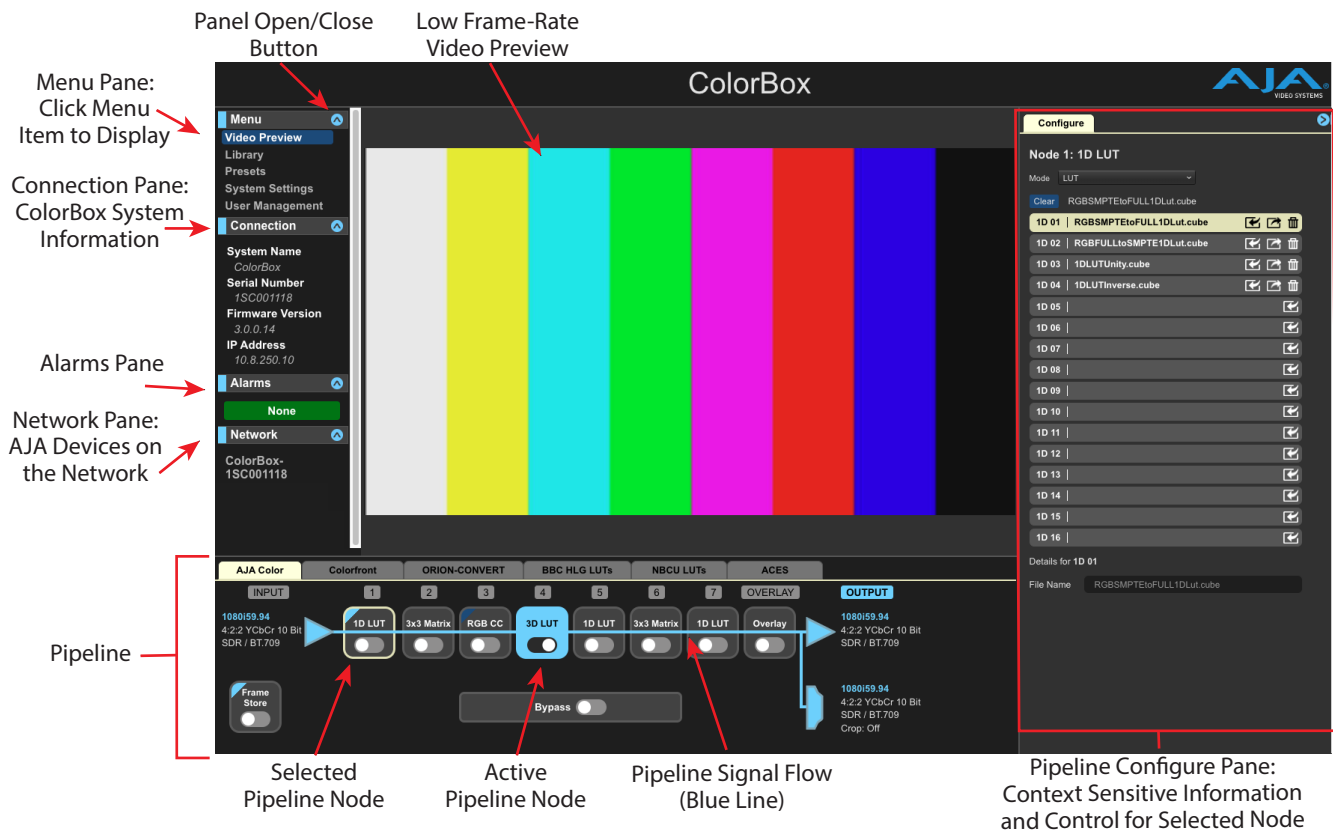 Panel Open/Close
Button
Low Frame-Rate
Video Preview
Menu Pane:
Click Menu
Item to Display
Connection Pane:
ColorBox System
Information
Alarms Pane
Network Pane:
AJA Devices on
the Network
Pipeline
ColorBox
AJA
VIDEO SYSTEMS
Menu
Video Preview
Library
Presets
System Settings
User Management
Connection
System Name
ColorBox
Serial Number
1SC001118
Firmware Version
3.0.0.14
IP Address
10.8.250.10
Alarms
None
Network
ColorBox-
1SC001118
Configure
Node 1: 1D LUT
Mode LUT
Clear RGBSMPTEtoFULL1DLut.cube
1D 01 | RGBSMPTEtoFULL1DLut.cube
1D 02 | RGBFULLtoSMPTE1DLut.cube
1D 03 | 1DLUTUnity.cube
1D 04 | 1DLUTInverse.cube
1D 05 |
1D 06 |
1D 07 |
1D 08 |
1D 09 |
1D 10 |
1D 11 |
1D 12 |
1D 13 |
1D 14 |
1D 15 |
1D 16 |
Details for 1D 01
File Name RGBSMPTEtoFULL1DLut.cube
AJA Color Colorfront ORION-CONVERT BBC HLG LUTs NBCU LUTs ACES
INPUT 1 2 3 4 5 6 7 OVERLAY OUTPUT
1080i59.94
4:2:2 YCbCr 10 Bit
SDR / BT.709
1D LUT 3x3 Matrix RGB CC 3D LUT 1D LUT 3x3 Matrix 1D LUT Overlay
1080i59.94
4:2:2 YCbCr 10 Bit
SDR / BT.709
Frame
Store
Bypass
1080i59.94
4:2:2 YCbCr 10 Bit
SDR / BT.709
Crop: Off
Selected
Pipeline Node
Active
Pipeline Node
Pipeline Signal Flow
(Blue Line)
Pipeline Configure Pane:
Context Sensitive Information
and Control for Selected Node